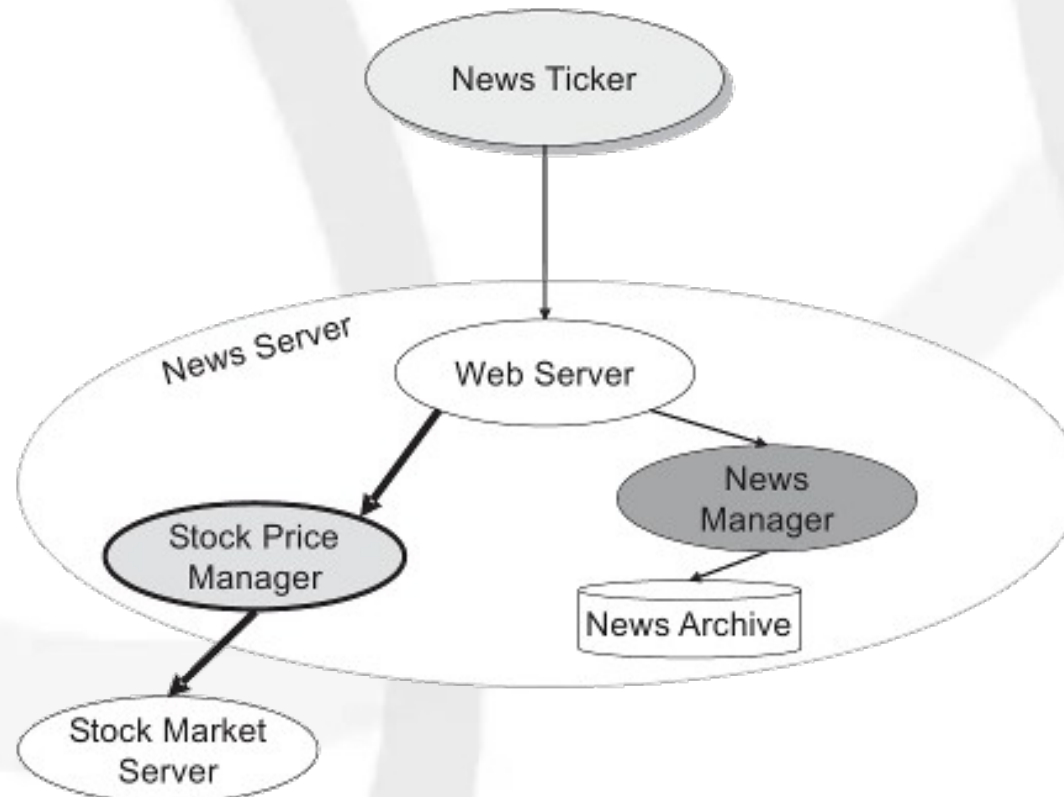 News Ticker
News Server
Web Server
News
Manager
Stock Price
Manager
News Archive
Stock Market
Server